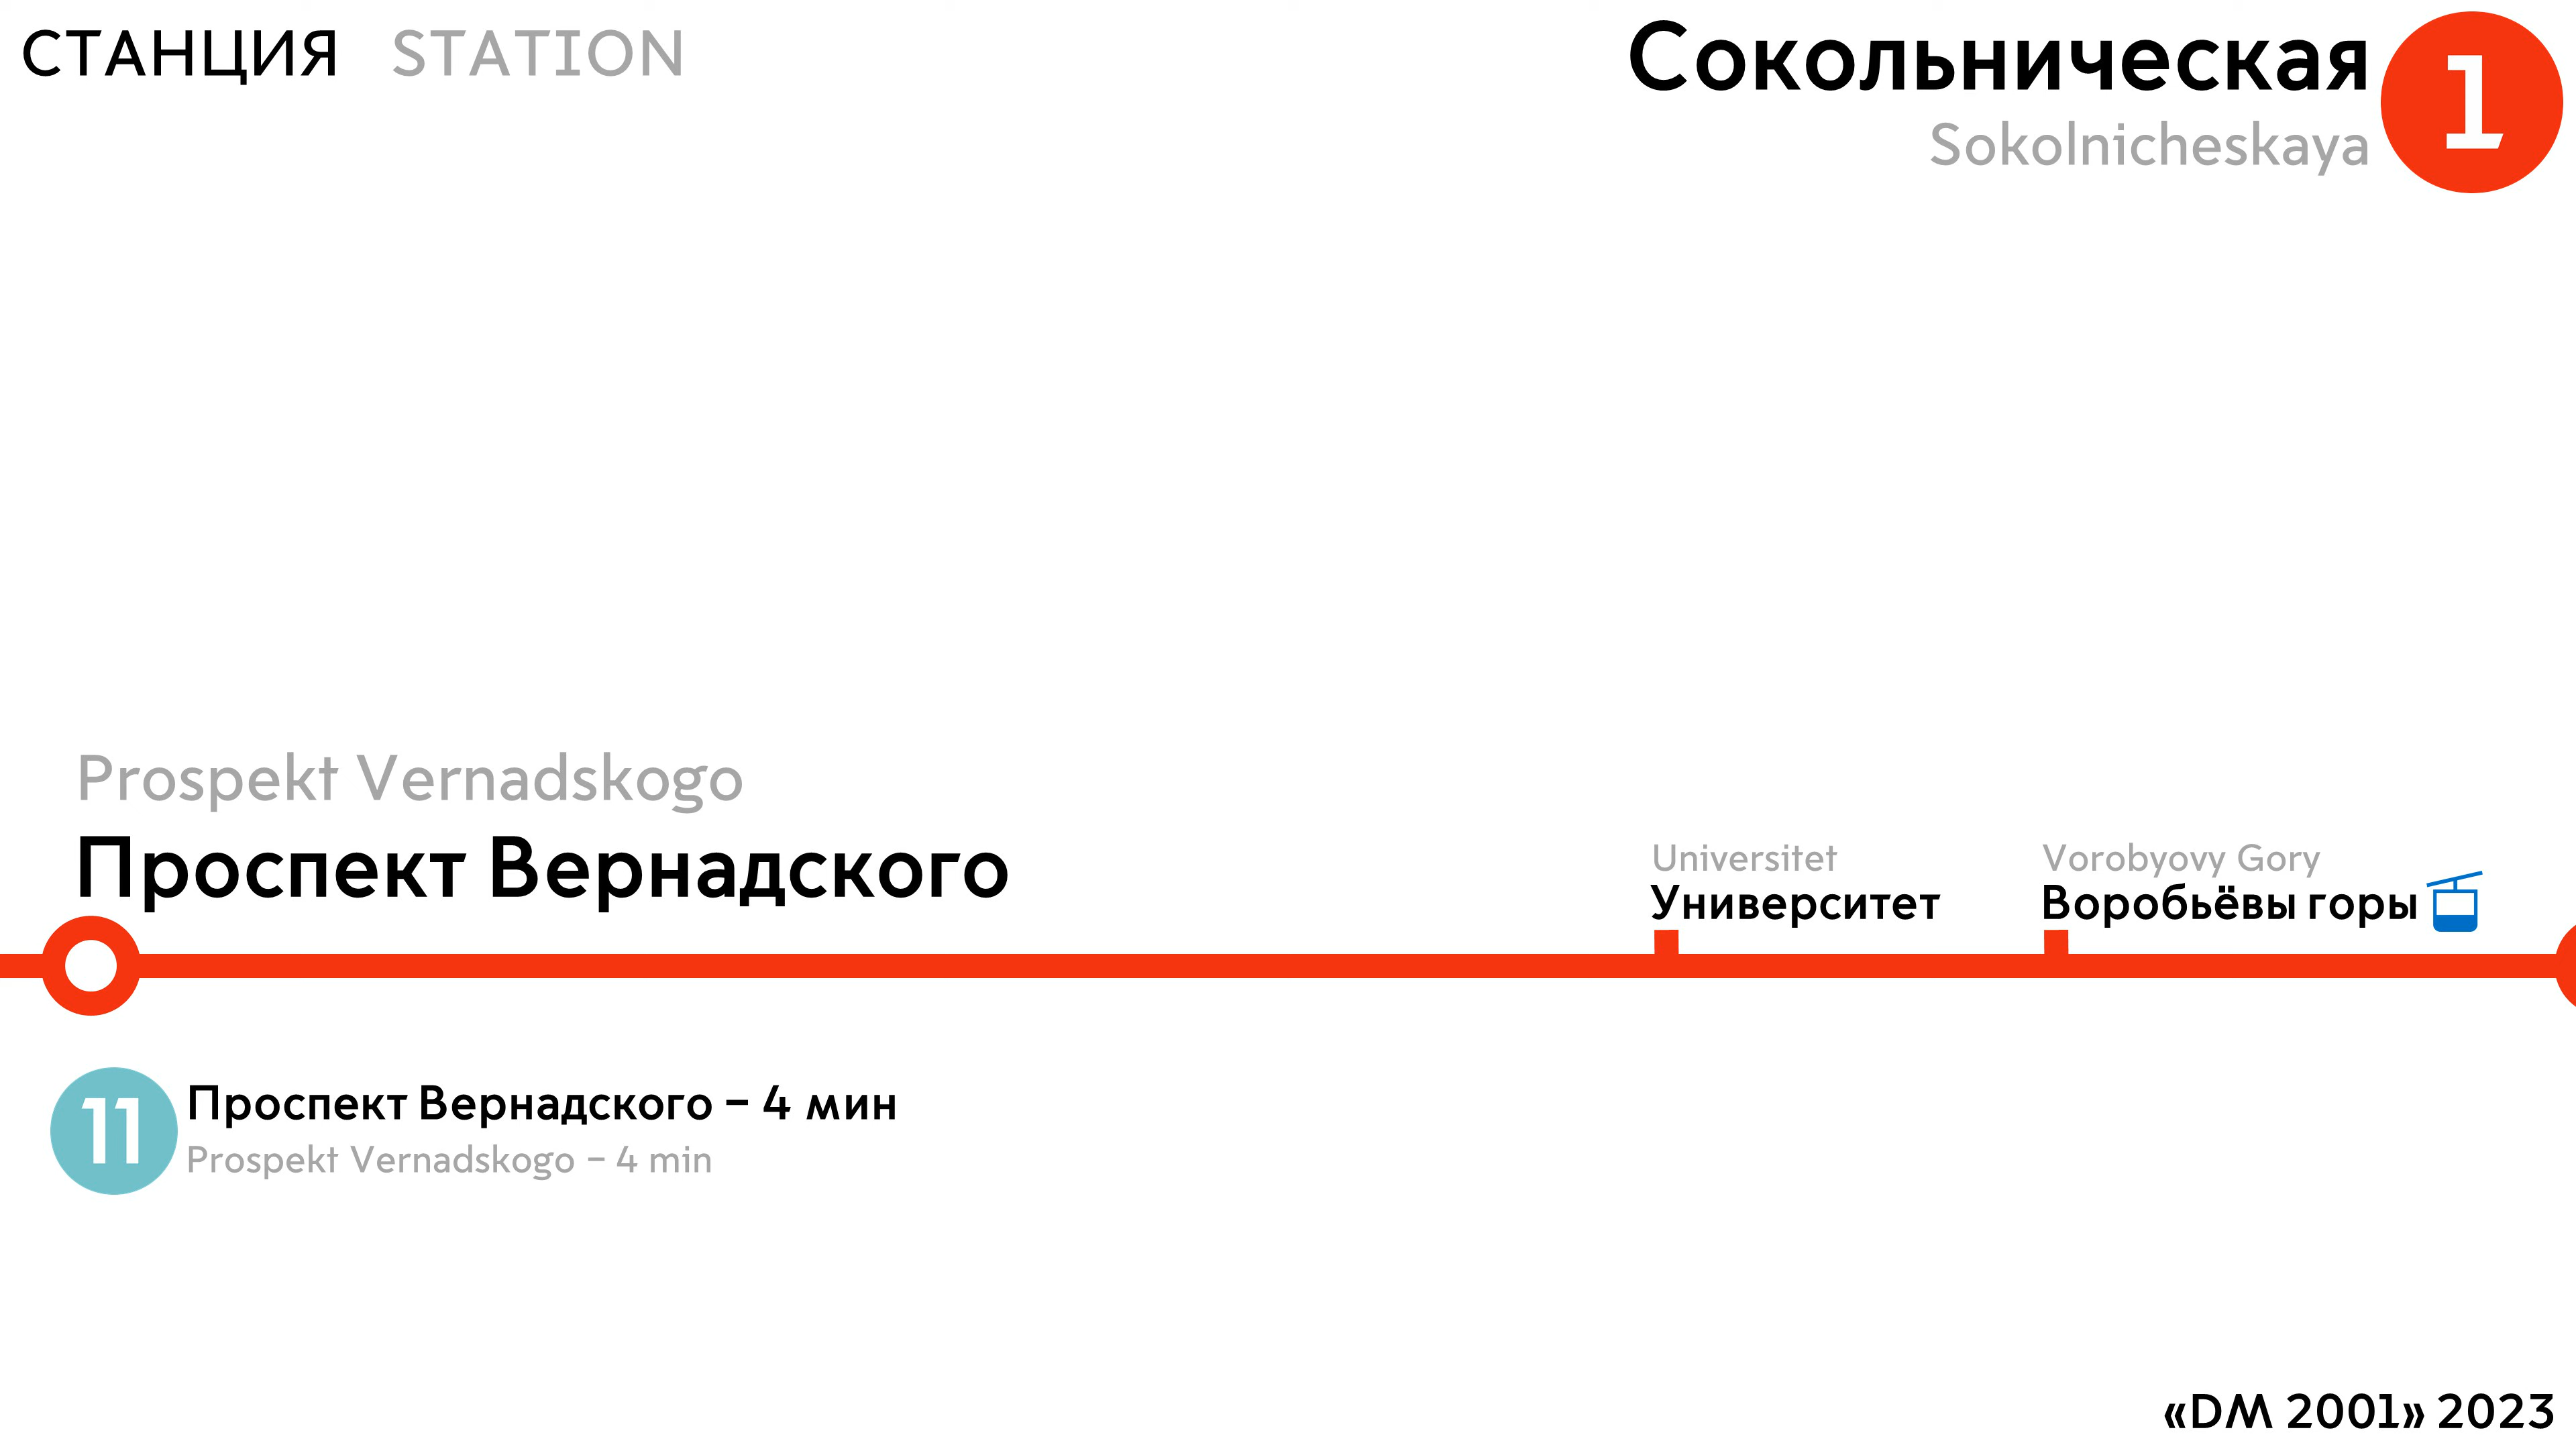 СТАНЦИЯ STATION
Сокольническая
Sokolnicheskaya
1
Prospekt Vernadskogo
Проспект Вернадского
Universitet
Университет
Vorobyovy Gory
Воробьёвы горы
11
Проспект Вернадского – 4 мин
Prospekt Vernadskogo – 4 min
«DM 2001» 2023